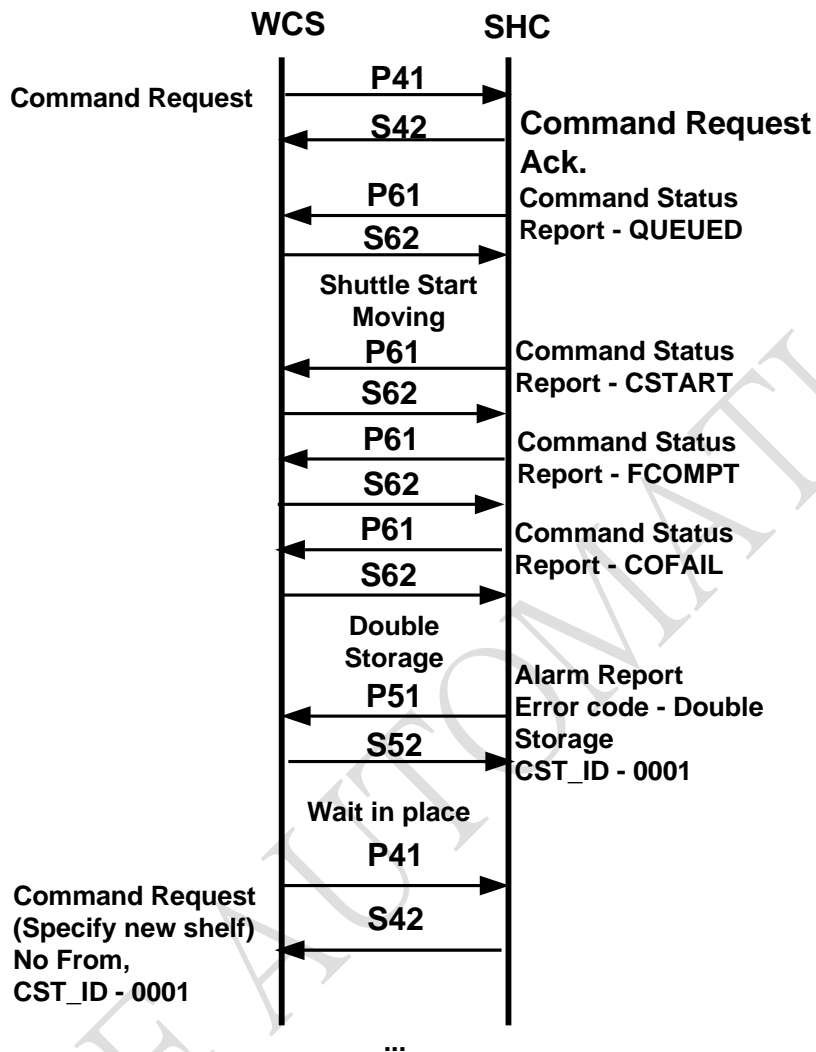 WCS
SHC
Command Request
P41
S42
Command Request
Ack.
P61
Command Status
Report - QUEUED
S62
Shuttle Start
Moving
P61
Command Status
Report - CSTART
S62
P61
Command Status
Report - FCOMPT
S62
P61
Command Status
Report - COFAIL
S62
Double
Storage
Alarm Report
Error code - Double
Storage
CST_ID - 0001
P51
S52
Wait in place
P41
Command Request
(Specify new shelf)
No From,
CST_ID - 0001
S42
...
E AUTOMATI